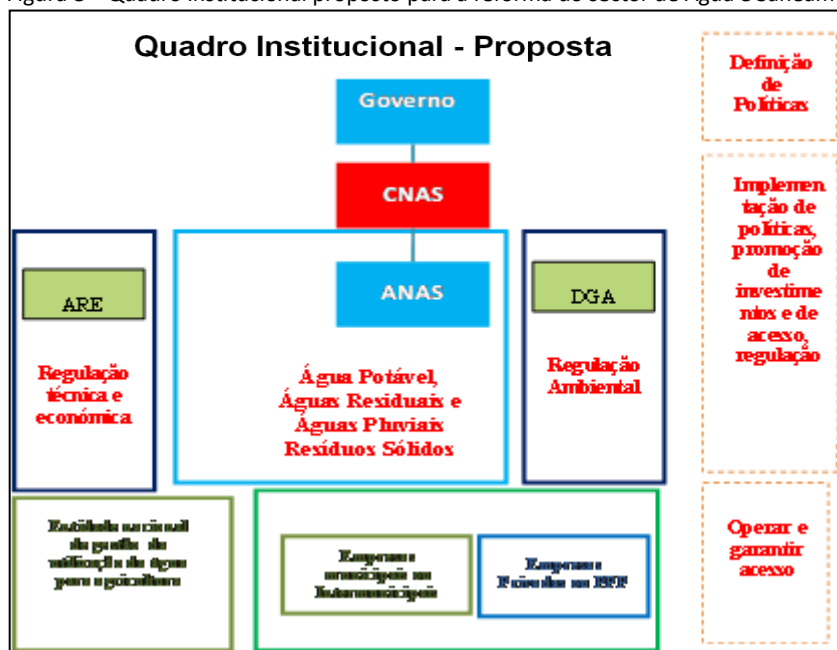 Quadro Institucional - Proposta
Governo
CNAS
ANAS
Água Potável,
Águas Residuais e
Águas Pluviais
Resíduos Sólidos
ARE
Regulação
técnica e
económica
DGA
Regulação
Ambiental
Entidade nacional
de gestão da
utilização da água
para agricultura
Empresas
municipais ou
Intermunicipais
Empresas
Privadas ou PPP
Definição
de
Políticas
Implemen
tação de
políticas,
promoção
de
investime
ntos e de
acesso,
regulação
Operar e
garantir
acesso